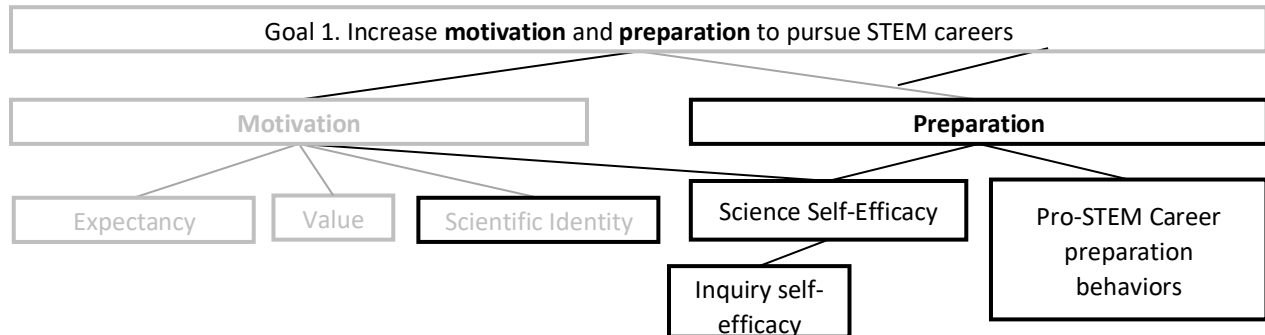 Goal 1. Increase motivation and preparation to pursue STEM careers
Motivation
Preparation
Expectancy
Value
Scientific Identity
Science Self-Efficacy
Pro-STEM Career
preparation
behaviors
Inquiry self-
efficacy